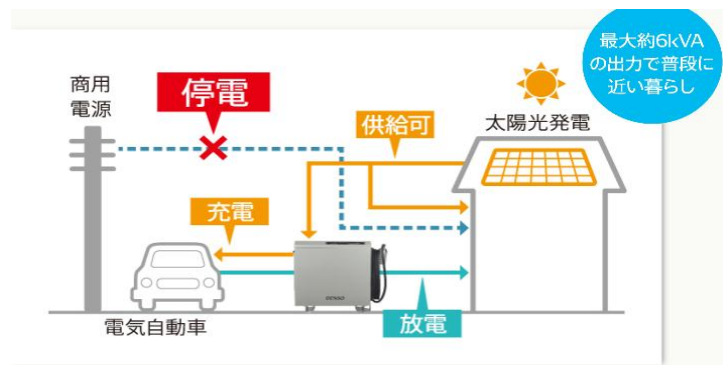 最大約6kVA
の出力で普段に
近い暮らし
商用
電源
停電
供給可
太陽光発電
充電
電気自動車
放電